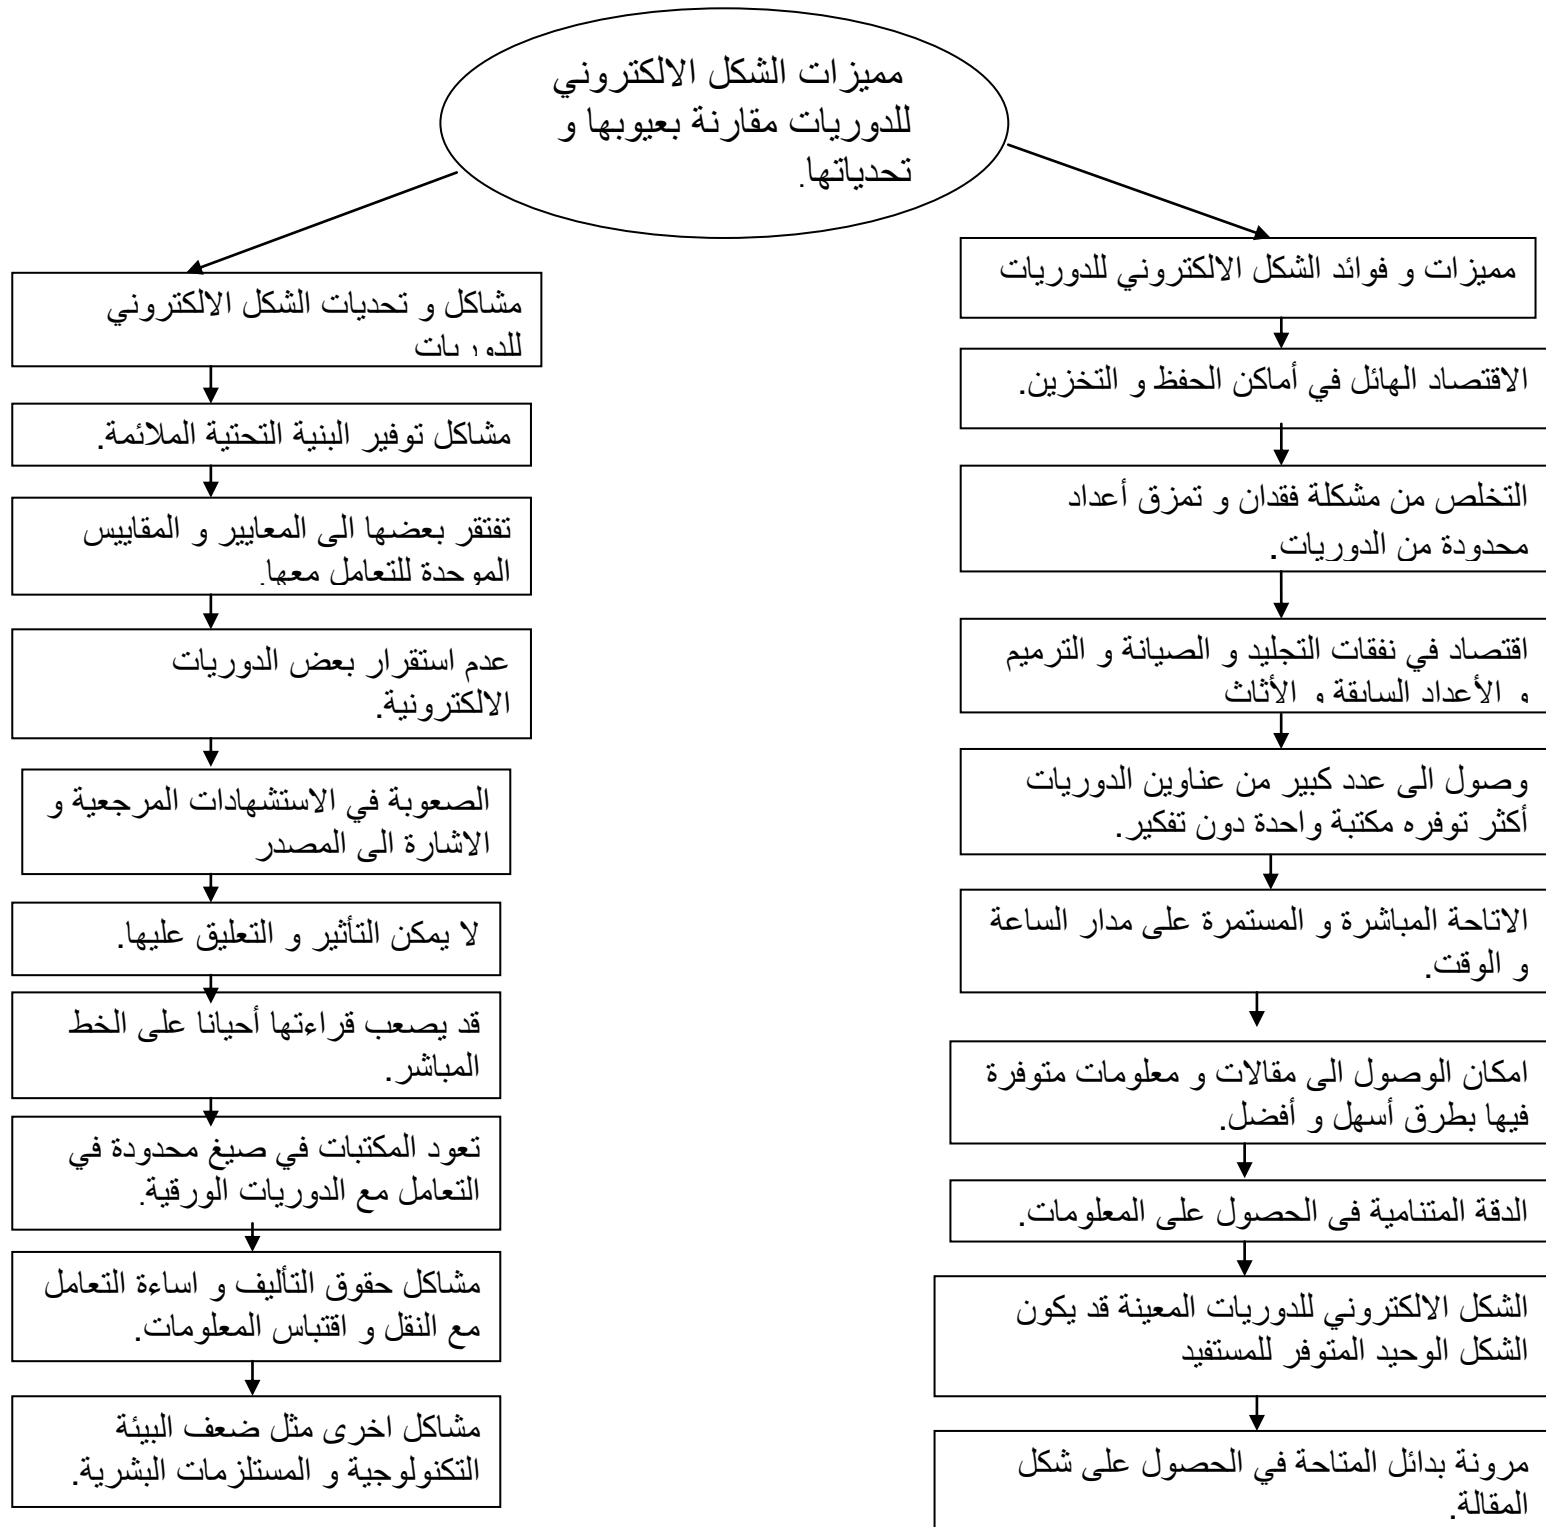 مميزات الشكل الالكتروني
للدوريات مقارنة بعيوبها و
تحدياتها.
مميزات و فوائد الشكل الالكتروني للدوريات
الاقتصاد الهائل في أماكن الحفظ و التخزين.
التخلص من مشكلة فقدان و تمزق أعداد
محدودة من الدوريات.
اقتصاد في نفقات التجليد و الصيانة و الترميم
و الأعداد السابقة و الأثاث
وصول الى عدد كبير من عناوين الدوريات
أكثر توفره مكتبة واحدة دون تفكير.
الاتاحة المباشرة و المستمرة على مدار الساعة
و الوقت.
امكان الوصول الى مقالات و معلومات متوفرة
فيها بطرق أسهل و أفضل.
الدقة المتنامية فى الحصول على المعلومات.
الشكل الالكتروني للدوريات المعينة قد يكون
الشكل الوحيد المتوفر للمستفيد
مرونة بدائل المتاحة في الحصول على شكل
المقالة.
مشاكل و تحديات الشكل الالكتروني
للدوريات
مشاكل توفير البنية التحتية الملائمة.
تفتقر بعضها الى المعايير و المقاييس
الموحدة للتعامل معها.
عدم استقرار بعض الدوريات
الالكترونية.
الصعوبة في الاستشهادات المرجعية و
الاشارة الى المصدر
لا يمكن التأثير و التعليق عليها.
قد يصعب قراءتها أحيانا على الخط
المباشر.
تعود المكتبات في صيغ محدودة في
التعامل مع الدوريات الورقية.
مشاكل حقوق التأليف و اساءة التعامل
مع النقل و اقتباس المعلومات.
مشاكل اخرى مثل ضعف البيئة
التكنولوجية و المستلزمات البشرية.